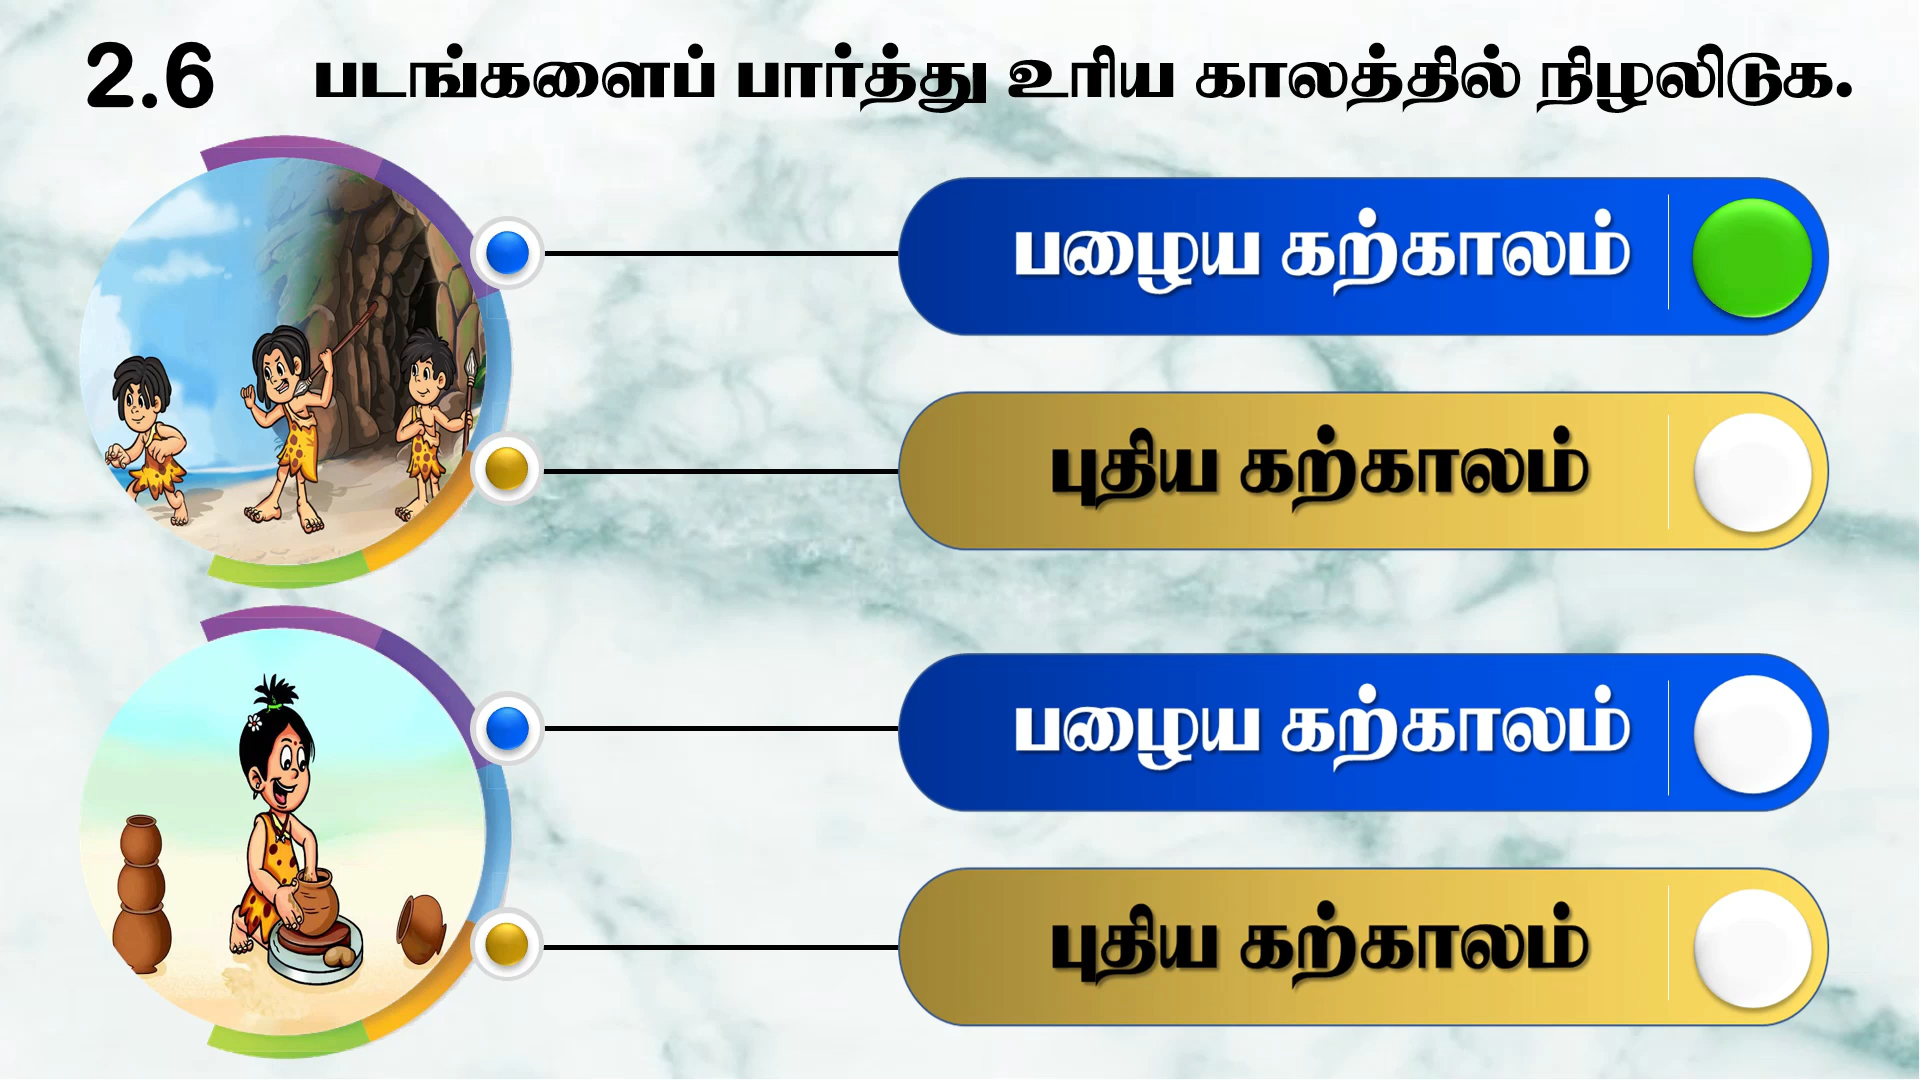 2.6 படங்களைப் பார்த்து உரிய காலத்தில் நிழலிடுக.
பழைய கற்காலம்
புதிய கற்காலம்
பழைய கற்காலம்
புதிய கற்காலம்